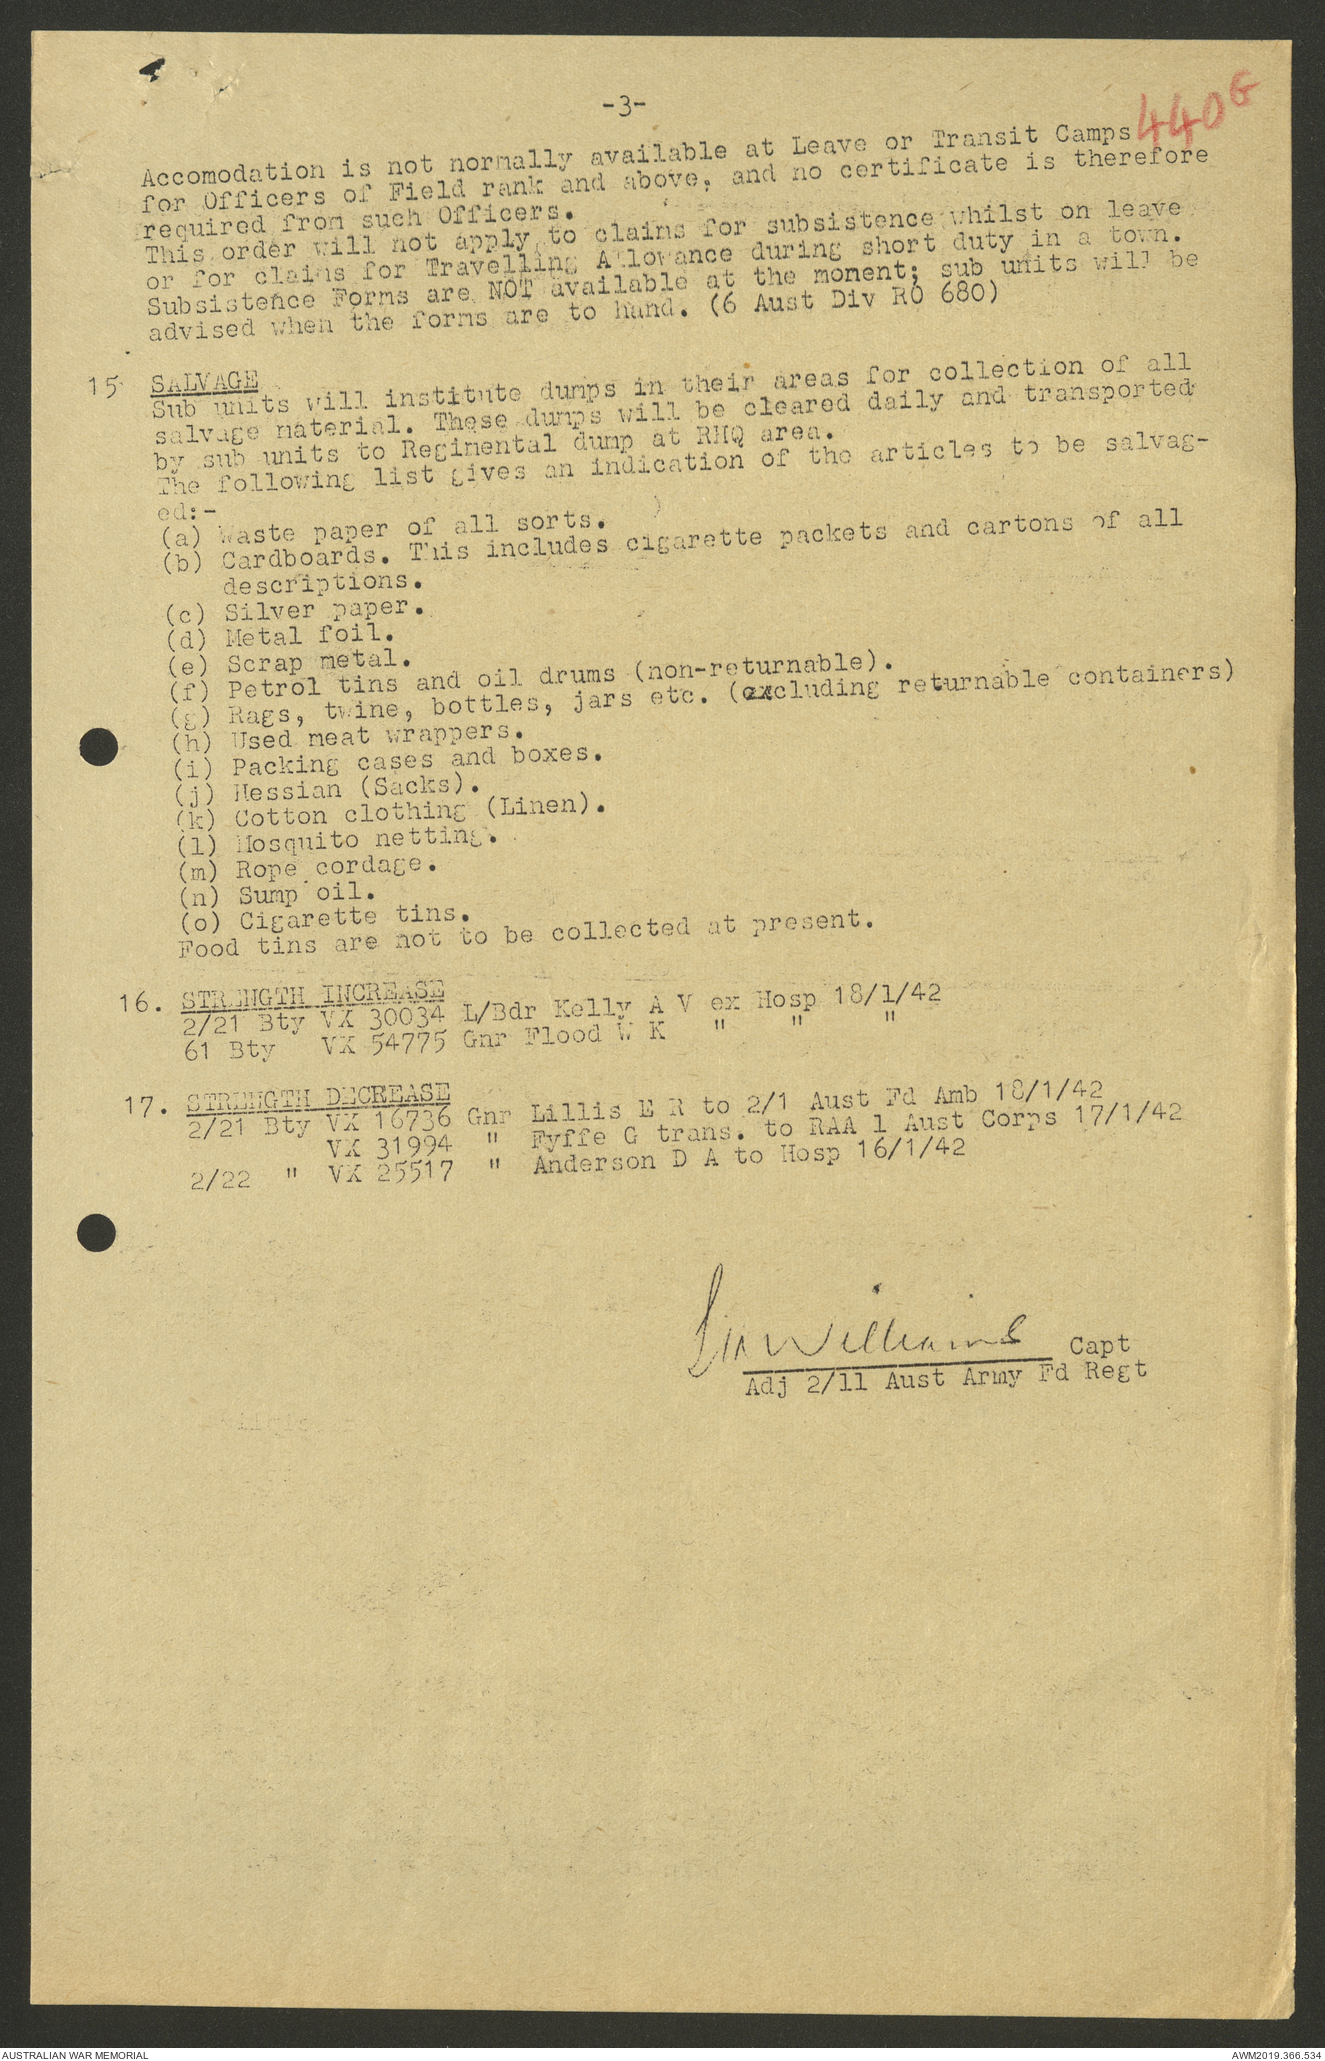 -3-
440G
Accomodation is not normally available at Leave or Transit Camps
for Officers of Field rank and above, and no certificate is therefore
required from such Officers.
This order will not apply to claims for subsistence whilst on leave
or for claims for Travelling Allowance during short duty in a town.
Subsistence Forms are NOT available at the moment; sub units will be
advised when the forms are to hand. (6 Aust Div RO 680)
15 SALVAGE
Sub units will institute dumps in their areas for collection of all
salvage material. These dumps will be cleared daily and transported
by sub units to Regimental dump at RHQ area.
The following list gives an indication of the articles to be salvag-
ed:-
(a) Waste paper of all sorts.
(b) Cardboards. This includes cigarette packets and cartons of all
descriptions.
(c) Silver paper.
(d) Metal foil.
(e) Scrap metal.
(f) Petrol tins and oil drums (non-returnable).
(g) Rags, twine, bottles, jars etc. (excluding returnable containers)
(h) Used meat wrappers.
(i) Packing cases and boxes.
(j) Hessian (Sacks).
(k) Cotton clothing (Linen).
(l) Mosquito netting.
(m) Rope cordage.
(n) Sump oil.
(o) Cigarette tins.
Food tins are not to be collected at present.
16. STRENGTH INCREASE
2/21 Bty VX 30034 L/Bdr Kelly A V ex Hosp 18/1/42
61 Bty VX 54775 Gnr Flood W K " " "
17. STRENGTH DECREASE
2/21 Bty VX 16736 Gnr Lillis E R to 2/1 Aust Fd Amb 18/1/42
VX 31994 " Fyffe G trans. to RAA 1 Aust Corps 17/1/42
2/22 " VX 25517 " Anderson D A to Hosp 16/1/42
Williams Capt
Adj 2/11 Aust Army Fd Regt
AUSTRALIAN WAR MEMORIAL
AWM2019.366.534